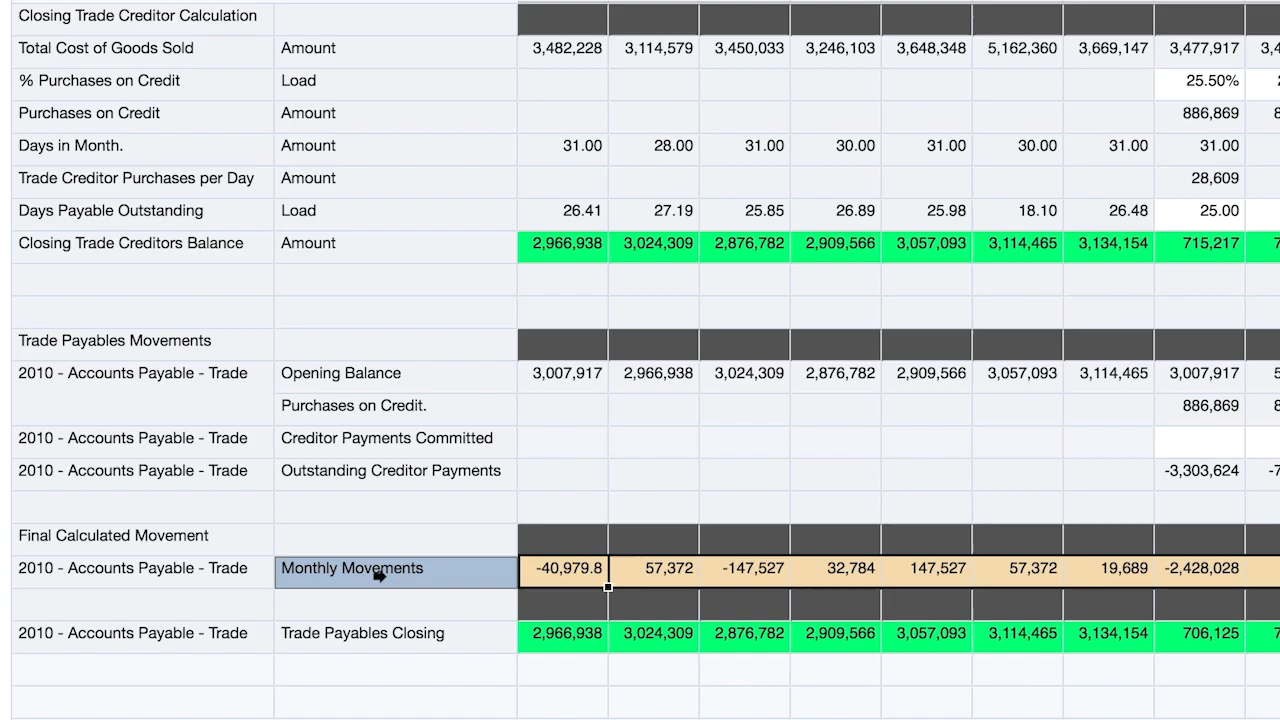 Closing Trade Creditor Calculation
Total Cost of Goods Sold Amount 3,482,228 3,114,579 3,450,033 3,246,103 3,648,348 5,162,360 3,669,147 3,477,917 3,4
% Purchases on Credit Load 25.50% 2
Purchases on Credit Amount 886,869 8
Days in Month. Amount 31.00 28.00 31.00 30.00 31.00 30.00 31.00 31.00
Trade Creditor Purchases per Day Amount 28,609
Days Payable Outstanding Load 26.41 27.19 25.85 26.89 25.98 18.10 26.48 25.00
Closing Trade Creditors Balance Amount 2,966,938 3,024,309 2,876,782 2,909,566 3,057,093 3,114,465 3,134,154 715,217 7
Trade Payables Movements
2010 - Accounts Payable - Trade Opening Balance 3,007,917 2,966,938 3,024,309 2,876,782 2,909,566 3,057,093 3,114,465 3,007,917 5
Purchases on Credit. 886,869 8
2010 - Accounts Payable - Trade Creditor Payments Committed
2010 - Accounts Payable - Trade Outstanding Creditor Payments -3,303,624 -7
Final Calculated Movement
2010 - Accounts Payable - Trade Monthly Movements -40,979.8 57,372 -147,527 32,784 147,527 57,372 19,689 -2,428,028
2010 - Accounts Payable - Trade Trade Payables Closing 2,966,938 3,024,309 2,876,782 2,909,566 3,057,093 3,114,465 3,134,154 706,125 7